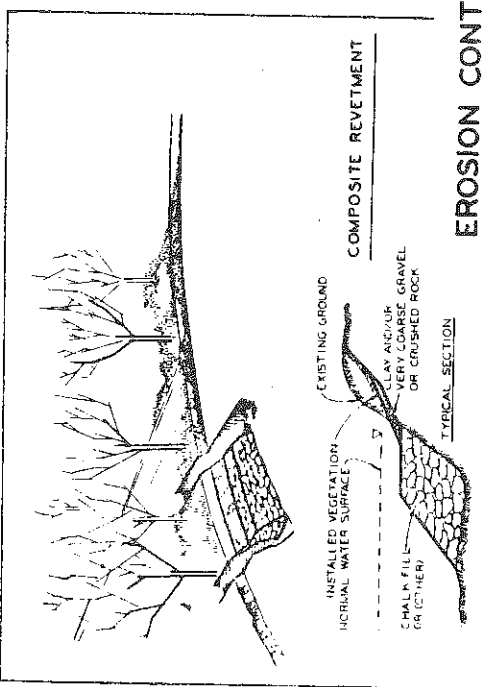 COMPOSITE REVETMENT
EXISTING GROUND
INSTALLED VEGETATION
NORMAL WATER SURFACE
CLAY AND/OR
VERY COARSE GRAVEL
OR CRUSHED ROCK
CHALK FILL
OR (OTHER)
TYPICAL SECTION
EROSION CONT